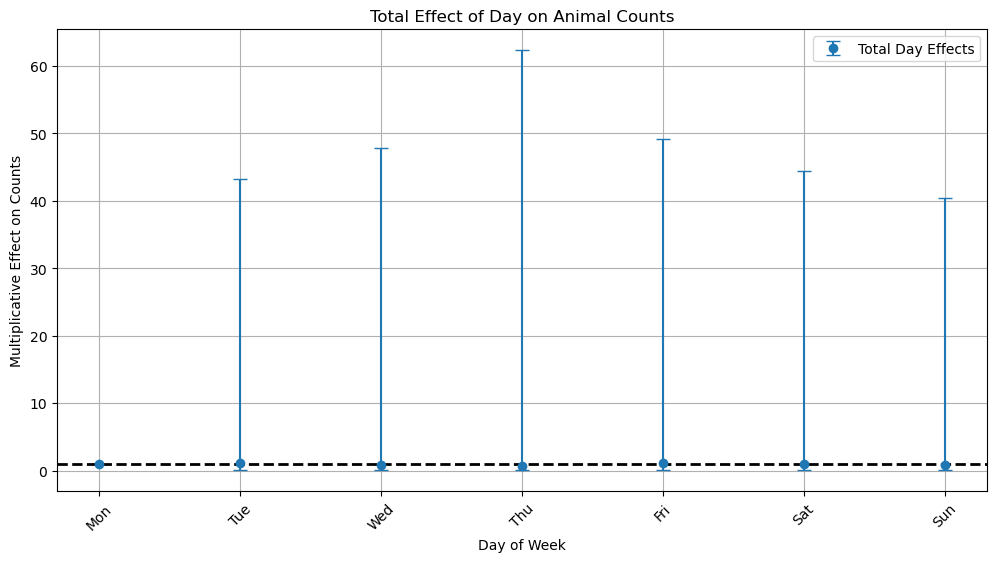 Total Effect of Day on Animal Counts
Total Day Effects
Multiplicative Effect on Counts
60
50
40
30
20
10
0
Mon
Tue
Wed
Thu
Fri
Sat
Sun
Day of Week